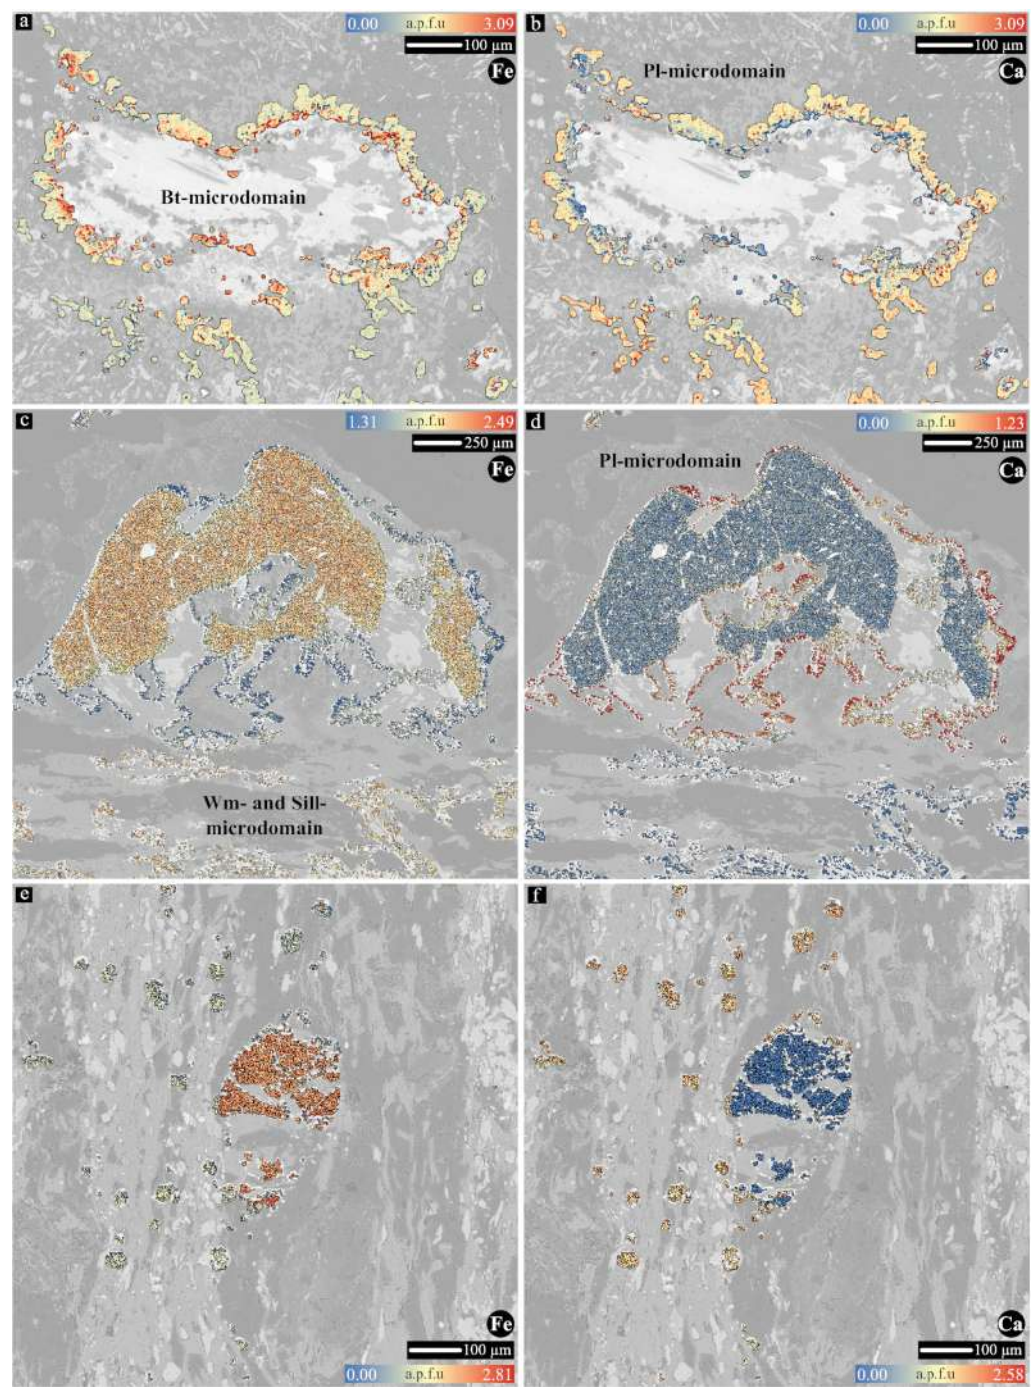 a
0.00 a.p.f.u 3.09
100 µm
Fe
Bt-microdomain
b
0.00 a.p.f.u 3.09
100 µm
Ca
Pl-microdomain
c
1.31 a.p.f.u 2.49
250 µm
Fe
Wm- and Sill-
microdomain
d
0.00 a.p.f.u 1.23
250 µm
Ca
Pl-microdomain
e
Fe
100 µm
0.00 a.p.f.u 2.81
f
Ca
100 µm
0.00 a.p.f.u 2.58